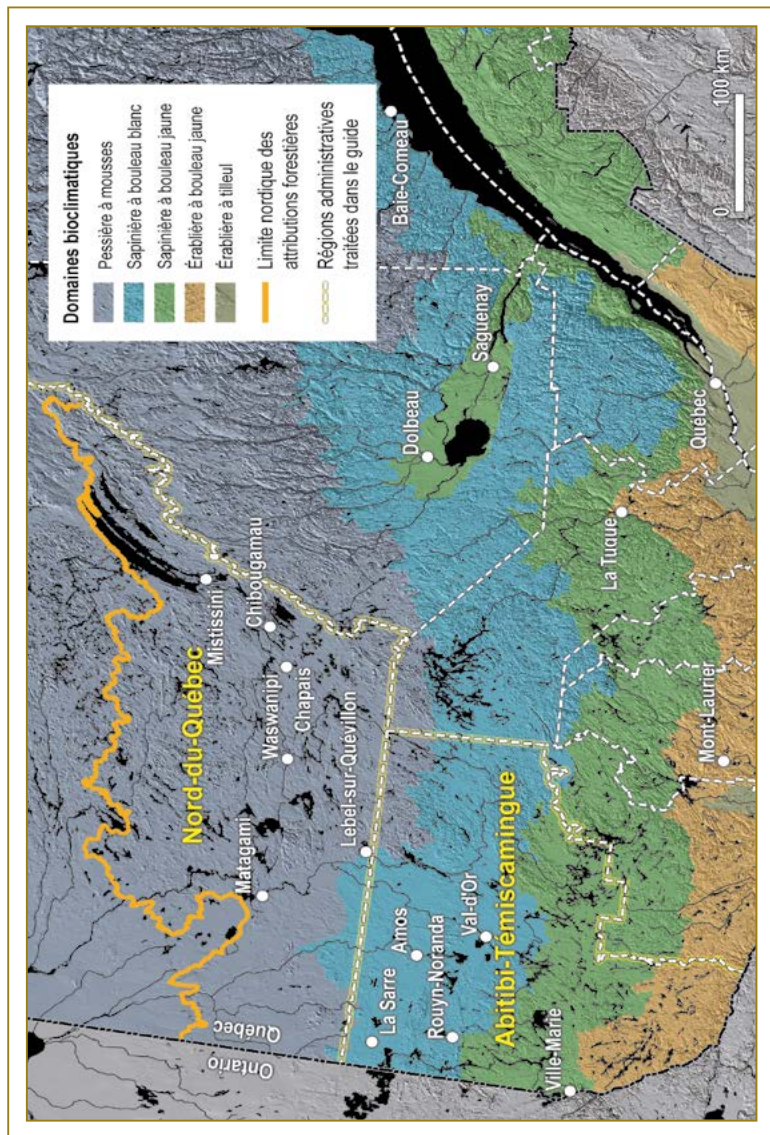 Domaines bioclimatiques
Pessière à mousses
Sapinière à bouleau blanc
Sapinière à bouleau jaune
Érablière à bouleau jaune
Érablière à tilleul
Limite nordique des
attributions forestières
Régions administratives
traitées dans le guide
Nord-du-Québec
Mistissini
Chibougamau
Waswanipi
Chapais
Matagami
Lebel-sur-Quévillon
Ontario
Québec
La Sarre
Amos
Rouyn-Noranda
Val-d'Or
Abitibi-Témiscamingue
Ville-Marie
Dolbeau
Saguenay
Baie-Comeau
La Tuque
Québec
Mont-Laurier
0
100 km